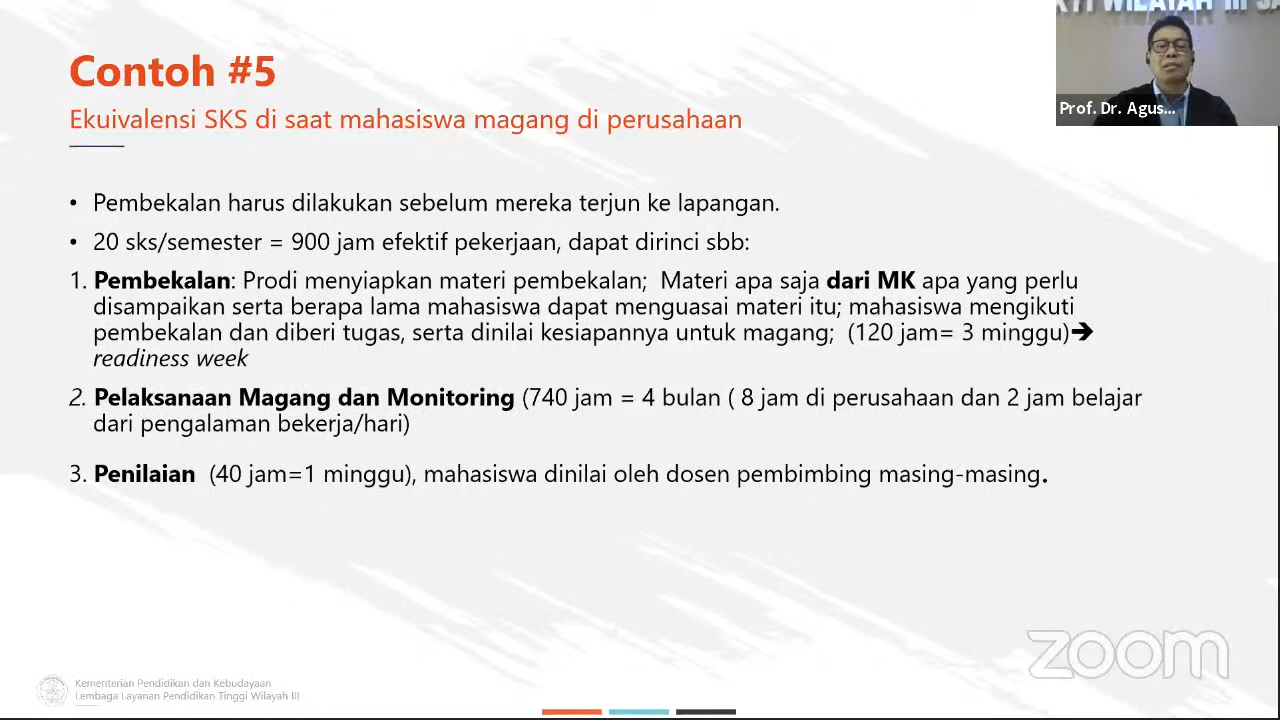 Contoh #5
Ekuivalensi SKS di saat mahasiswa magang di perusahaan
• Pembekalan harus dilakukan sebelum mereka terjun ke lapangan.
• 20 sks/semester = 900 jam efektif pekerjaan, dapat dirinci sbb:
1. Pembekalan: Prodi menyiapkan materi pembekalan; Materi apa saja dari MK apa yang perlu
disampaikan serta berapa lama mahasiswa dapat menguasai materi itu; mahasiswa mengikuti
pembekalan dan diberi tugas, serta dinilai kesiapannya untuk magang; (120 jam= 3 minggu)➔
readiness week
2. Pelaksanaan Magang dan Monitoring (740 jam = 4 bulan ( 8 jam di perusahaan dan 2 jam belajar
dari pengalaman bekerja/hari)
3. Penilaian (40 jam=1 minggu), mahasiswa dinilai oleh dosen pembimbing masing-masing.
WILAYAH III
Prof. Dr. Agus...
zoom
Kementerian Pendidikan dan Kebudayaan
Lembaga Layanan Pendidikan Tinggi Wilayah III